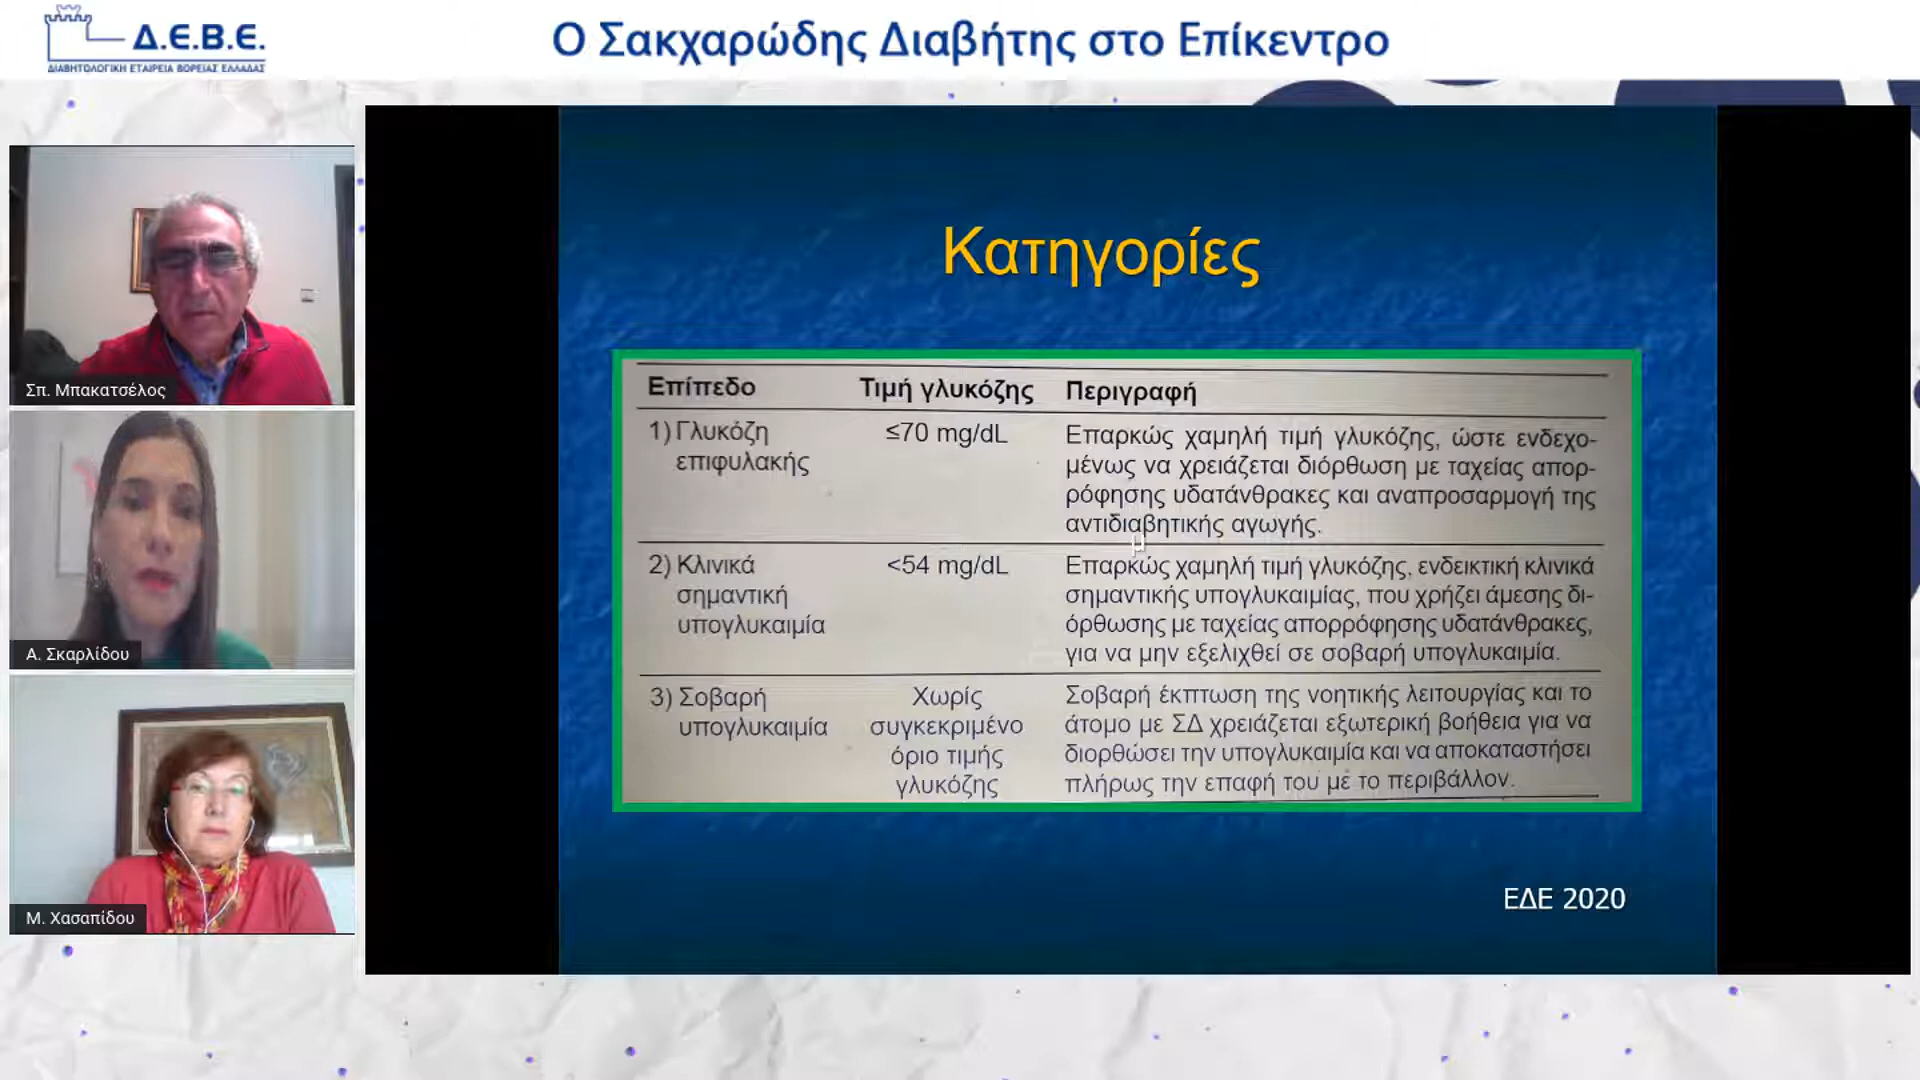 Δ.Ε.Β.Ε.
ΔΙΑΒΗΤΟΛΟΓΙΚΗ ΕΤΑΙΡΕΙΑ ΒΟΡΕΙΑΣ ΕΛΛΑΔΑΣ
Ο Σακχαρώδης Διαβήτης στο Επίκεντρο
Σπ. Μπακατσέλος
Α. Σκαρλίδου
Μ. Χασαπίδου
Κατηγορίες
Επίπεδο Τιμή γλυκόζης Περιγραφή
1) Γλυκόζη επιφυλακής
≤70 mg/dL
Επαρκώς χαμηλή τιμή γλυκόζης, ώστε ενδεχο-
μένως να χρειάζεται διόρθωση με ταχείας απορ-
ρόφησης υδατάνθρακες και αναπροσαρμογή της
αντιδιαβητικής αγωγής.
2) Κλινικά
σημαντική
υπογλυκαιμία
<54 mg/dL
Επαρκώς χαμηλή τιμή γλυκόζης, ενδεικτική κλινικά
σημαντικής υπογλυκαιμίας, που χρήζει άμεσης δι-
όρθωσης με ταχείας απορρόφησης υδατάνθρακες,
για να μην εξελιχθεί σε σοβαρή υπογλυκαιμία.
3) Σοβαρή
υπογλυκαιμία
Χωρίς
συγκεκριμένο
όριο τιμής
γλυκόζης
Σοβαρή έκπτωση της νοητικής λειτουργίας και το
άτομο με ΣΔ χρειάζεται εξωτερική βοήθεια για να
διορθώσει την υπογλυκαιμία και να αποκαταστήσει
πλήρως την επαφή του με το περιβάλλον.
ΕΔΕ 2020